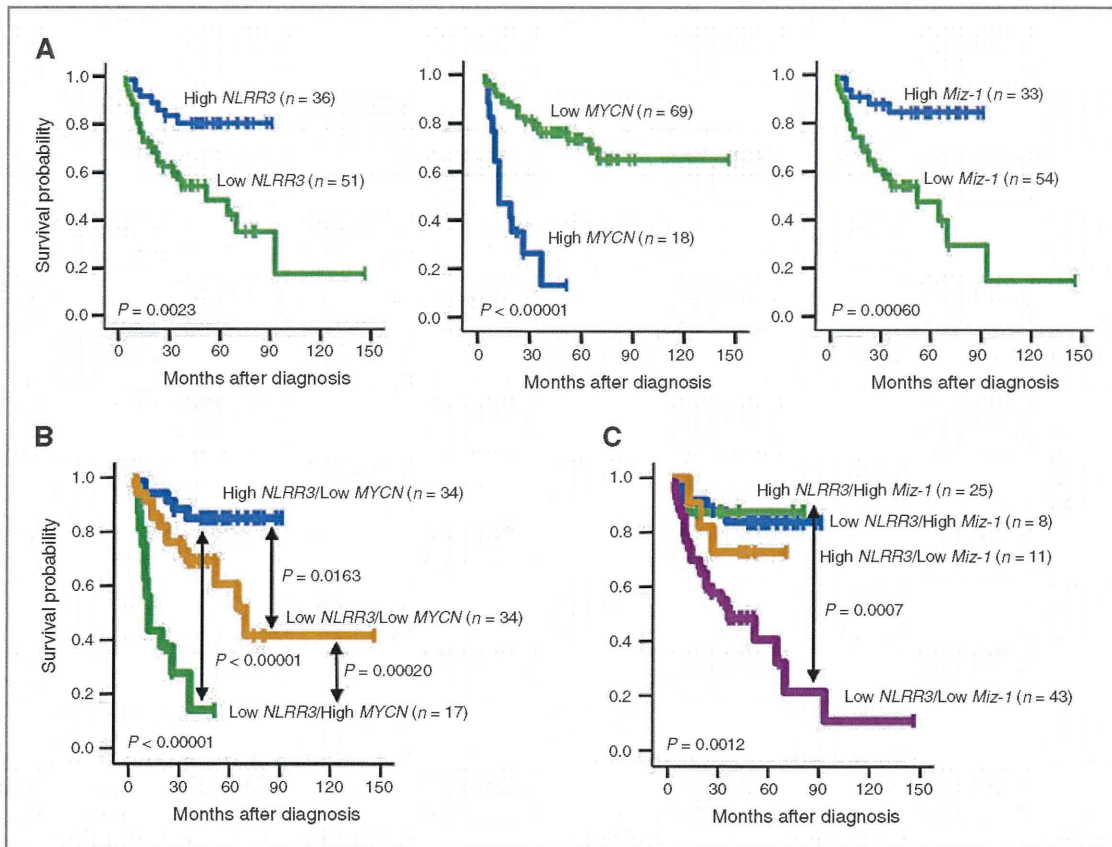 A
Survival probability
1.0
0.8
0.6
0.4
0.2
0.0
High NLRR3 (n = 36)
Low NLRR3 (n = 51)
P = 0.0023
0 30 60 90 120 150
Months after diagnosis
1.0
0.8
0.6
0.4
0.2
0.0
Low MYCN (n = 69)
High MYCN (n = 18)
P < 0.00001
0 30 60 90 120 150
Months after diagnosis
1.0
0.8
0.6
0.4
0.2
0.0
High Miz-1 (n = 33)
Low Miz-1 (n = 54)
P = 0.00060
0 30 60 90 120 150
Months after diagnosis
B
Survival probability
1.0
0.8
0.6
0.4
0.2
0.0
High NLRR3/Low MYCN (n = 34)
P = 0.0163
Low NLRR3/Low MYCN (n = 34)
P < 0.00001
P = 0.00020
Low NLRR3/High MYCN (n = 17)
P < 0.00001
0 30 60 90 120 150
Months after diagnosis
C
1.0
0.8
0.6
0.4
0.2
0.0
High NLRR3/High Miz-1 (n = 25)
Low NLRR3/High Miz-1 (n = 8)
High NLRR3/Low Miz-1 (n = 11)
P = 0.0007
Low NLRR3/Low Miz-1 (n = 43)
P = 0.0012
0 30 60 90 120 150
Months after diagnosis